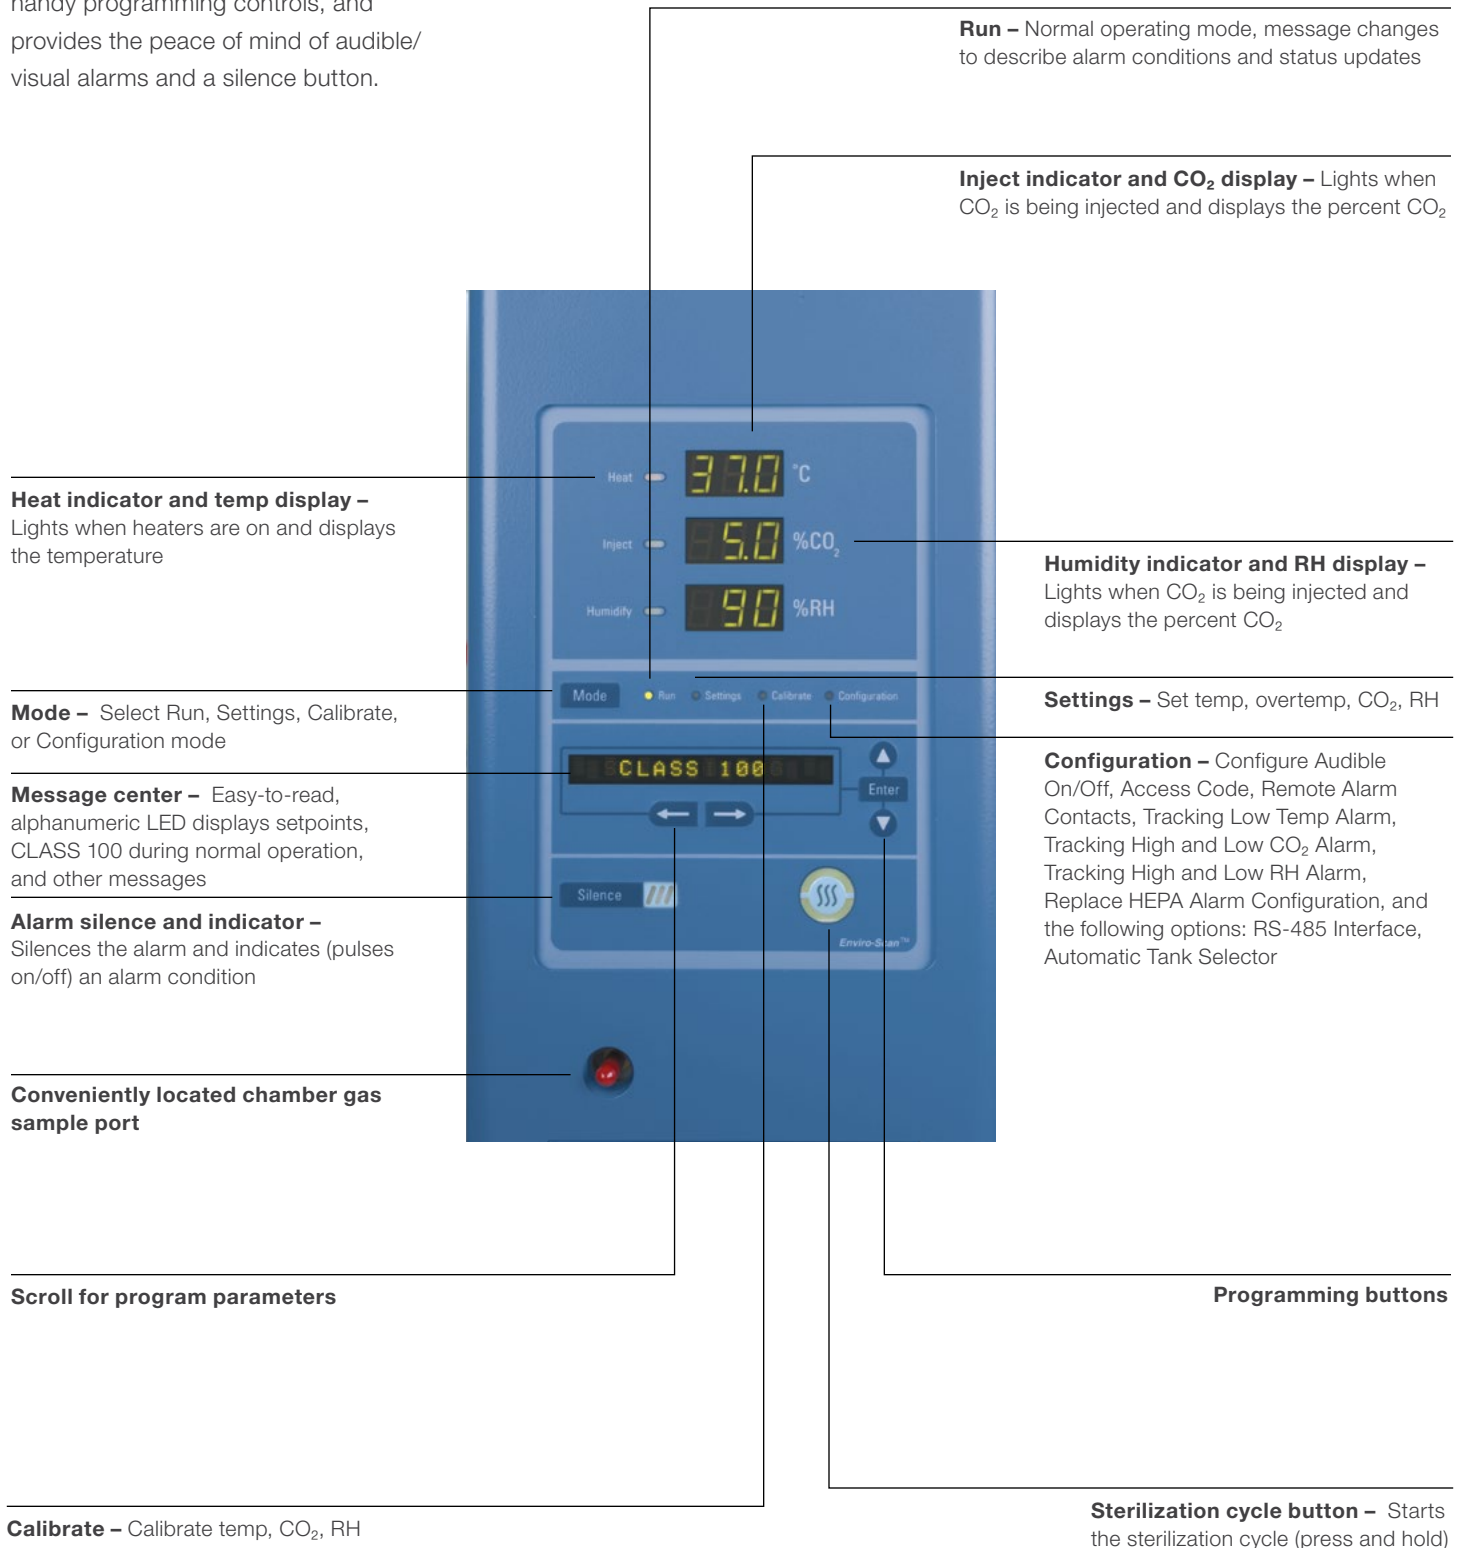 handy programming controls, and
provides the peace of mind of audible/
visual alarms and a silence button.
Run – Normal operating mode, message changes
to describe alarm conditions and status updates
Inject indicator and CO₂ display – Lights when
CO₂ is being injected and displays the percent CO₂
Heat
37.0
°C
Inject
5.0
%CO₂
Humidify
90
%RH
Heat indicator and temp display –
Lights when heaters are on and displays
the temperature
Humidity indicator and RH display –
Lights when CO₂ is being injected and
displays the percent CO₂
Mode
Run
Settings
Calibrate
Configuration
Mode – Select Run, Settings, Calibrate,
or Configuration mode
Settings – Set temp, overtemp, CO₂, RH
CLASS 100
Enter
Message center – Easy-to-read,
alphanumeric LED displays setpoints,
CLASS 100 during normal operation,
and other messages
Configuration – Configure Audible
On/Off, Access Code, Remote Alarm
Contacts, Tracking Low Temp Alarm,
Tracking High and Low CO₂ Alarm,
Tracking High and Low RH Alarm,
Replace HEPA Alarm Configuration, and
the following options: RS-485 Interface,
Automatic Tank Selector
Silence
Enviro-Scan™
Alarm silence and indicator –
Silences the alarm and indicates (pulses
on/off) an alarm condition
Conveniently located chamber gas
sample port
Scroll for program parameters
Programming buttons
Calibrate – Calibrate temp, CO₂, RH
Sterilization cycle button – Starts
the sterilization cycle (press and hold)